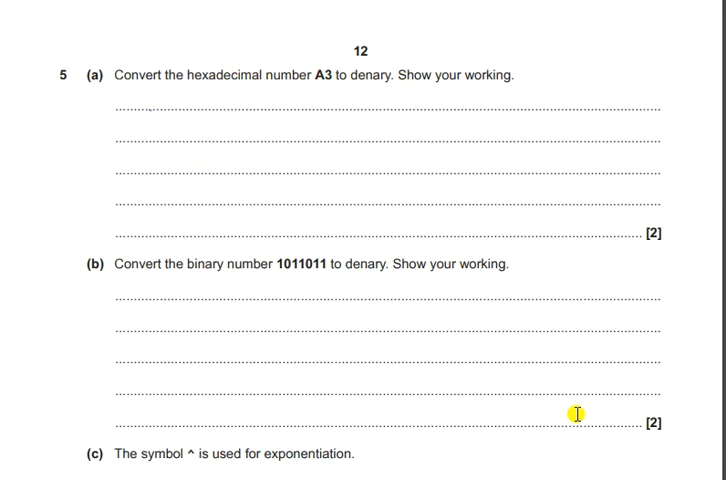 12
5 (a) Convert the hexadecimal number A3 to denary. Show your working.
[2]
(b) Convert the binary number 1011011 to denary. Show your working.
[2]
(c) The symbol ^ is used for exponentiation.